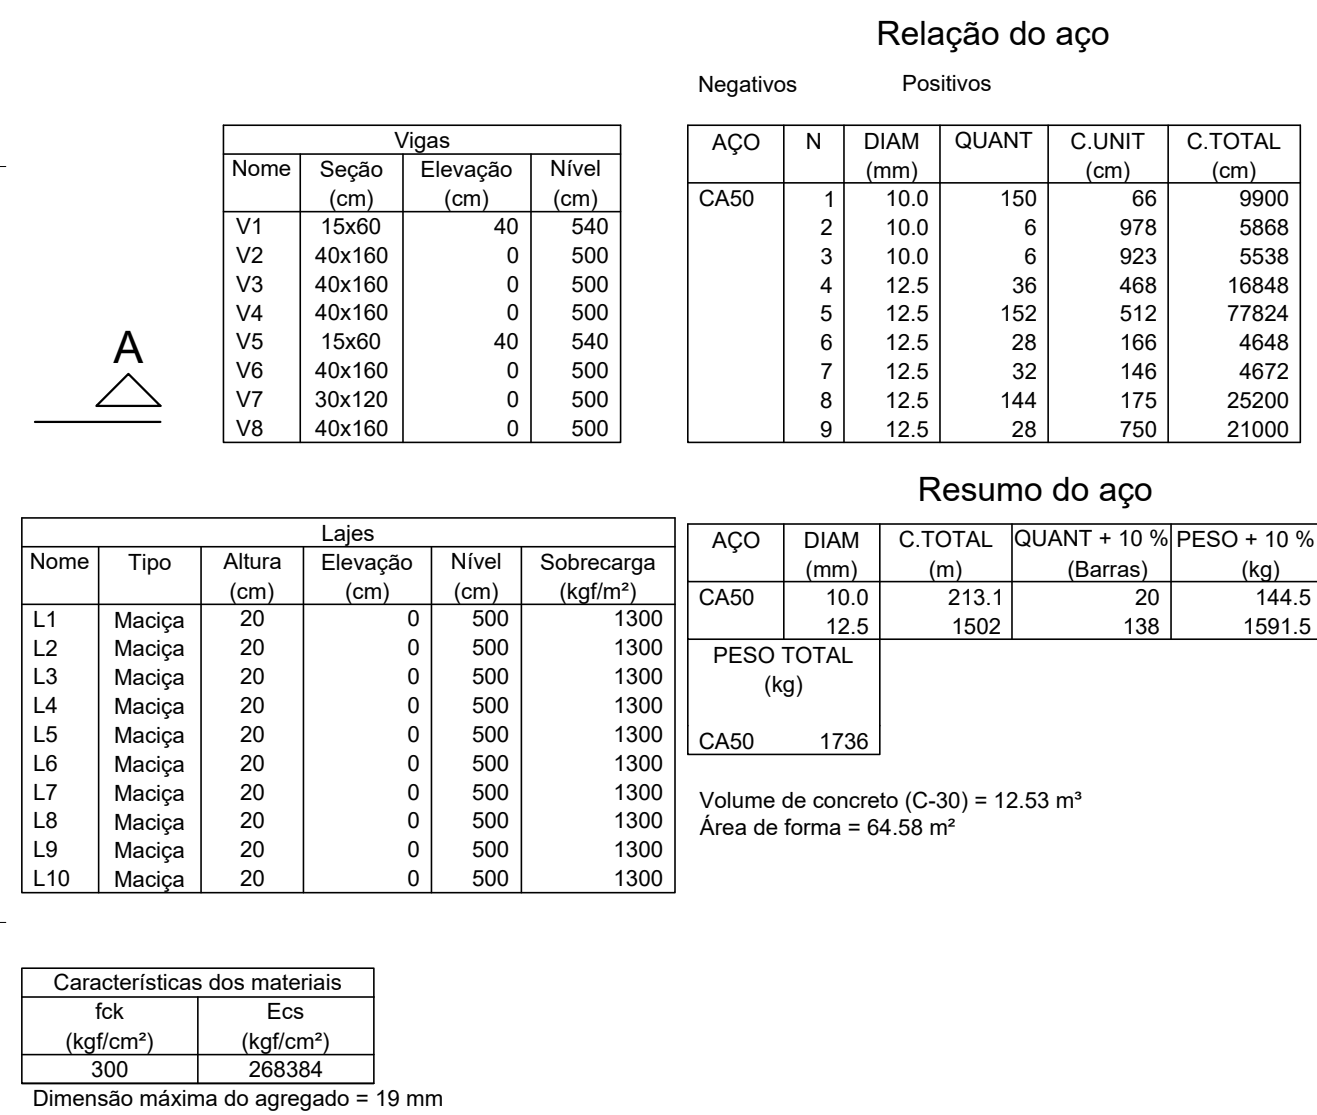 Relação do aço
Negativos Positivos
Vigas
Nome Seção Elevação Nível
(cm) (cm) (cm)
V1 15x60 40 540
V2 40x160 0 500
V3 40x160 0 500
V4 40x160 0 500
V5 15x60 40 540
V6 40x160 0 500
V7 30x120 0 500
V8 40x160 0 500
AÇO N DIAM QUANT C.UNIT C.TOTAL
(mm) (cm) (cm)
CA50 1 10.0 150 66 9900
2 10.0 6 978 5868
3 10.0 6 923 5538
4 12.5 36 468 16848
5 12.5 152 512 77824
6 12.5 28 166 4648
7 12.5 32 146 4672
8 12.5 144 175 25200
9 12.5 28 750 21000
A
Resumo do aço
Lajes
Nome Tipo Altura Elevação Nível Sobrecarga
(cm) (cm) (cm) (kgf/m²)
L1 Maciça 20 0 500 1300
L2 Maciça 20 0 500 1300
L3 Maciça 20 0 500 1300
L4 Maciça 20 0 500 1300
L5 Maciça 20 0 500 1300
L6 Maciça 20 0 500 1300
L7 Maciça 20 0 500 1300
L8 Maciça 20 0 500 1300
L9 Maciça 20 0 500 1300
L10 Maciça 20 0 500 1300
AÇO DIAM C.TOTAL QUANT + 10 % PESO + 10 %
(mm) (m) (Barras) (kg)
CA50 10.0 213.1 20 144.5
12.5 1502 138 1591.5
PESO TOTAL
(kg)
CA50 1736
Volume de concreto (C-30) = 12.53 m³
Área de forma = 64.58 m²
Características dos materiais
fck Ecs
(kgf/cm²) (kgf/cm²)
300 268384
Dimensão máxima do agregado = 19 mm